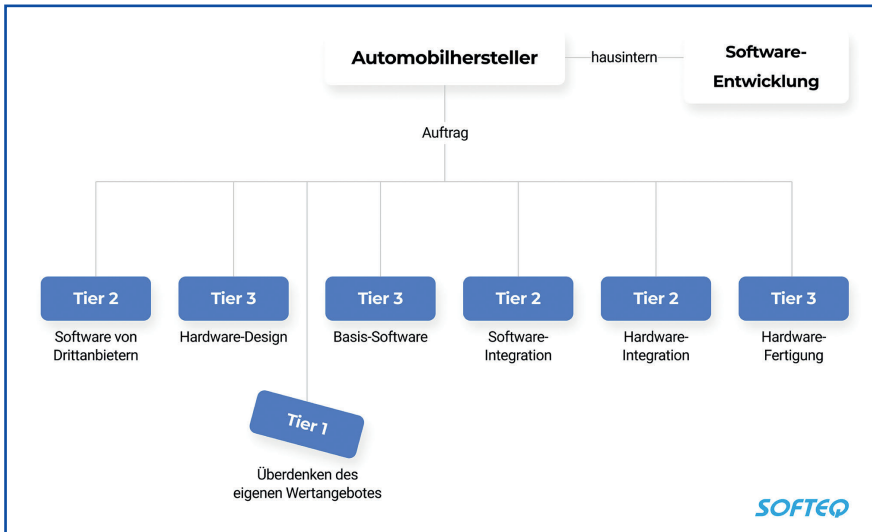 Automobilhersteller
hausintern
Software-
Entwicklung
Auftrag
Tier 2
Software von
Drittanbietern
Tier 3
Hardware-Design
Tier 3
Basis-Software
Tier 2
Software-
Integration
Tier 2
Hardware-
Integration
Tier 3
Hardware-
Fertigung
Tier 1
Überdenken des
eigenen Wertangebotes
SOFTEQ